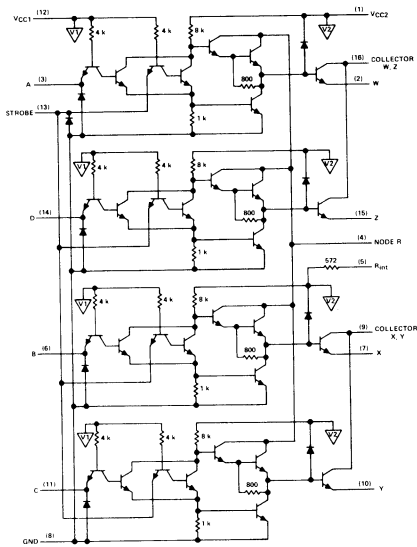 VCC1 (12) (1) VCC2
V1 4 k 4 k 8 k V2
(16) COLLECTOR W, Z
A (3) 800 (2) W
STROBE (13)
1 k
V1 4 k 4 k 8 k V2
D (14) 800 (15) Z
(4) NODE R
1 k
572 (5) Rint
V1 4 k 4 k 8 k V2
(9) COLLECTOR X, Y
B (6) 800 (7) X
1 k
V1 4 k 4 k 8 k V2
C (11) 800 (10) Y
1 k
GND (8)